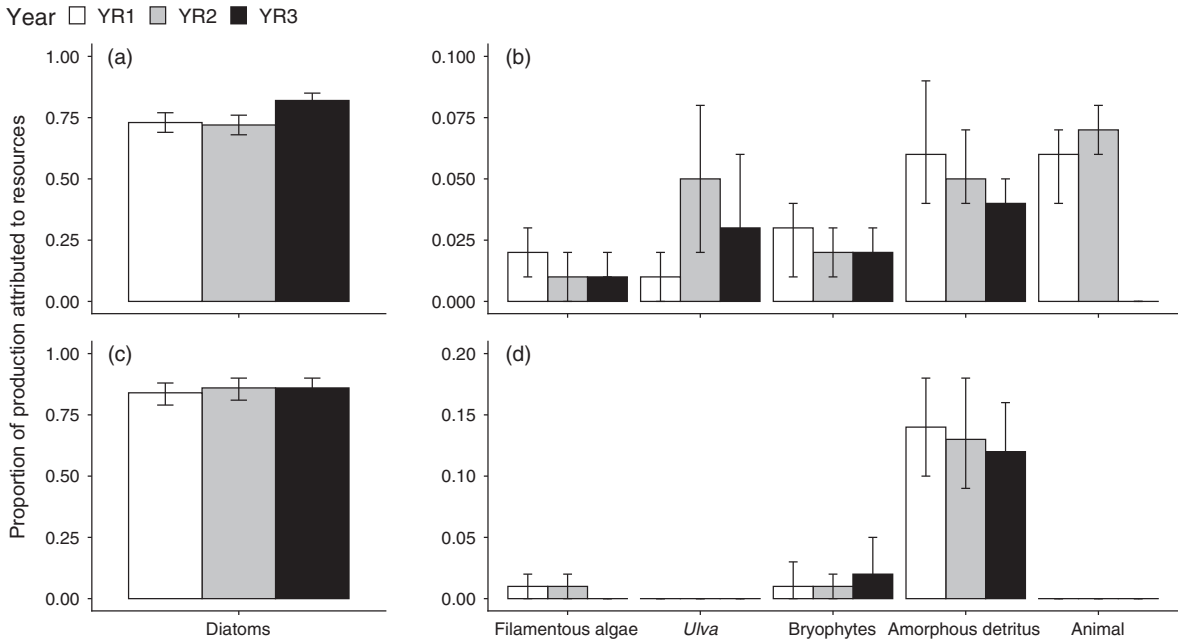 Year YR1 YR2 YR3
Proportion of production attributed to resources
(a)
1.00
0.75
0.50
0.25
0.00
(b)
0.100
0.075
0.050
0.025
0.000
(c)
1.00
0.75
0.50
0.25
0.00
Diatoms
(d)
0.20
0.15
0.10
0.05
0.00
Filamentous algae Ulva Bryophytes Amorphous detritus Animal